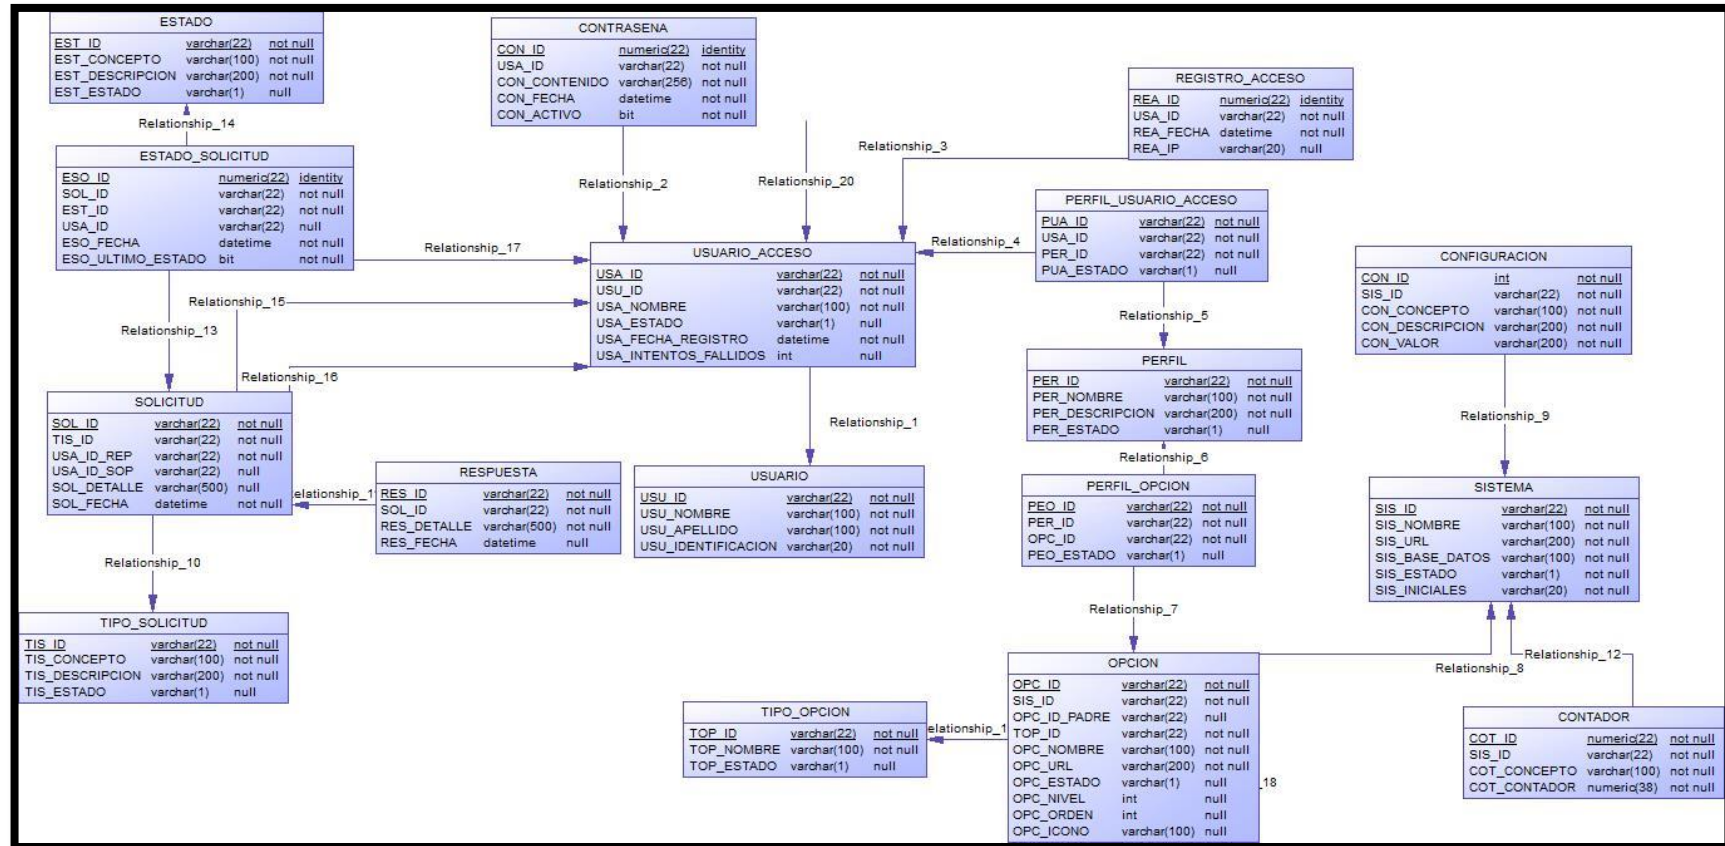 ESTADO
EST_ID varchar(22) not null
EST_CONCEPTO varchar(100) not null
EST_DESCRIPCION varchar(200) not null
EST_ESTADO varchar(1) null
Relationship_14
ESTADO_SOLICITUD
ESO_ID numeric(22) identity
SOL_ID varchar(22) not null
EST_ID varchar(22) not null
USA_ID varchar(22) null
ESO_FECHA datetime not null
ESO_ULTIMO_ESTADO bit not null
CONTRASENA
CON_ID numeric(22) identity
USA_ID varchar(22) not null
CON_CONTENIDO varchar(256) not null
CON_FECHA datetime not null
CON_ACTIVO bit not null
Relationship_2
Relationship_20
Relationship_3
REGISTRO_ACCESO
REA_ID numeric(22) identity
USA_ID varchar(22) not null
REA_FECHA datetime not null
REA_IP varchar(20) null
Relationship_17
Relationship_4
PERFIL_USUARIO_ACCESO
PUA_ID varchar(22) not null
USA_ID varchar(22) not null
PER_ID varchar(22) not null
PUA_ESTADO varchar(1) null
USUARIO_ACCESO
USA_ID varchar(22) not null
USU_ID varchar(22) not null
USA_NOMBRE varchar(100) not null
USA_ESTADO varchar(1) null
USA_FECHA_REGISTRO datetime not null
USA_INTENTOS_FALLIDOS int null
CONFIGURACION
CON_ID int not null
SIS_ID varchar(22) not null
CON_CONCEPTO varchar(100) not null
CON_DESCRIPCION varchar(200) not null
CON_VALOR varchar(200) not null
Relationship_15
Relationship_13
Relationship_16
Relationship_5
PERFIL
PER_ID varchar(22) not null
PER_NOMBRE varchar(100) not null
PER_DESCRIPCION varchar(200) not null
PER_ESTADO varchar(1) null
SOLICITUD
SOL_ID varchar(22) not null
TIS_ID varchar(22) not null
USA_ID_REP varchar(22) not null
USA_ID_SOP varchar(22) null
SOL_DETALLE varchar(500) null
SOL_FECHA datetime not null
Relationship_1
Relationship_9
Relationship_6
elationship_1
RESPUESTA
RES_ID varchar(22) not null
SOL_ID varchar(22) not null
RES_DETALLE varchar(500) not null
RES_FECHA datetime null
USUARIO
USU_ID varchar(22) not null
USU_NOMBRE varchar(100) not null
USU_APELLIDO varchar(100) not null
USU_IDENTIFICACION varchar(20) not null
PERFIL_OPCION
PEO_ID varchar(22) not null
PER_ID varchar(22) not null
OPC_ID varchar(22) not null
PEO_ESTADO varchar(1) null
SISTEMA
SIS_ID varchar(22) not null
SIS_NOMBRE varchar(100) not null
SIS_URL varchar(200) not null
SIS_BASE_DATOS varchar(100) not null
SIS_ESTADO varchar(1) not null
SIS_INICIALES varchar(20) not null
Relationship_10
Relationship_7
TIPO_SOLICITUD
TIS_ID varchar(22) not null
TIS_CONCEPTO varchar(100) not null
TIS_DESCRIPCION varchar(200) not null
TIS_ESTADO varchar(1) null
Relationship_8
Relationship_12
TIPO_OPCION
TOP_ID varchar(22) not null
TOP_NOMBRE varchar(100) not null
TOP_ESTADO varchar(1) null
elationship_1
OPCION
OPC_ID varchar(22) not null
SIS_ID varchar(22) not null
OPC_ID_PADRE varchar(22) null
TOP_ID varchar(22) not null
OPC_NOMBRE varchar(100) not null
OPC_URL varchar(200) not null
OPC_ESTADO varchar(1) null
OPC_NIVEL int null
OPC_ORDEN int null
OPC_ICONO varchar(100) null
_18
CONTADOR
COT_ID numeric(22) not null
SIS_ID varchar(22) not null
COT_CONCEPTO varchar(100) not null
COT_CONTADOR numeric(38) not null